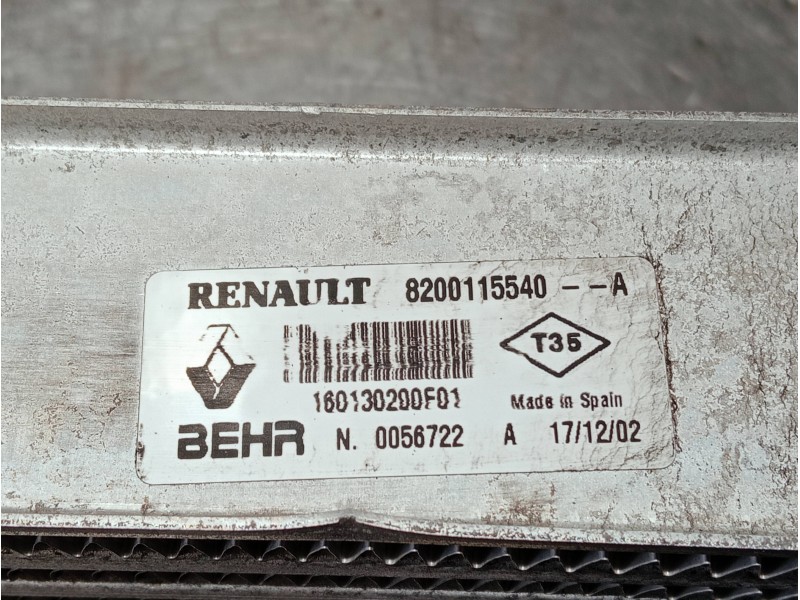 RENAULT 8200115540 --A
T35
160130200F01 Made in Spain
BEHR N. 0056722 A 17/12/02